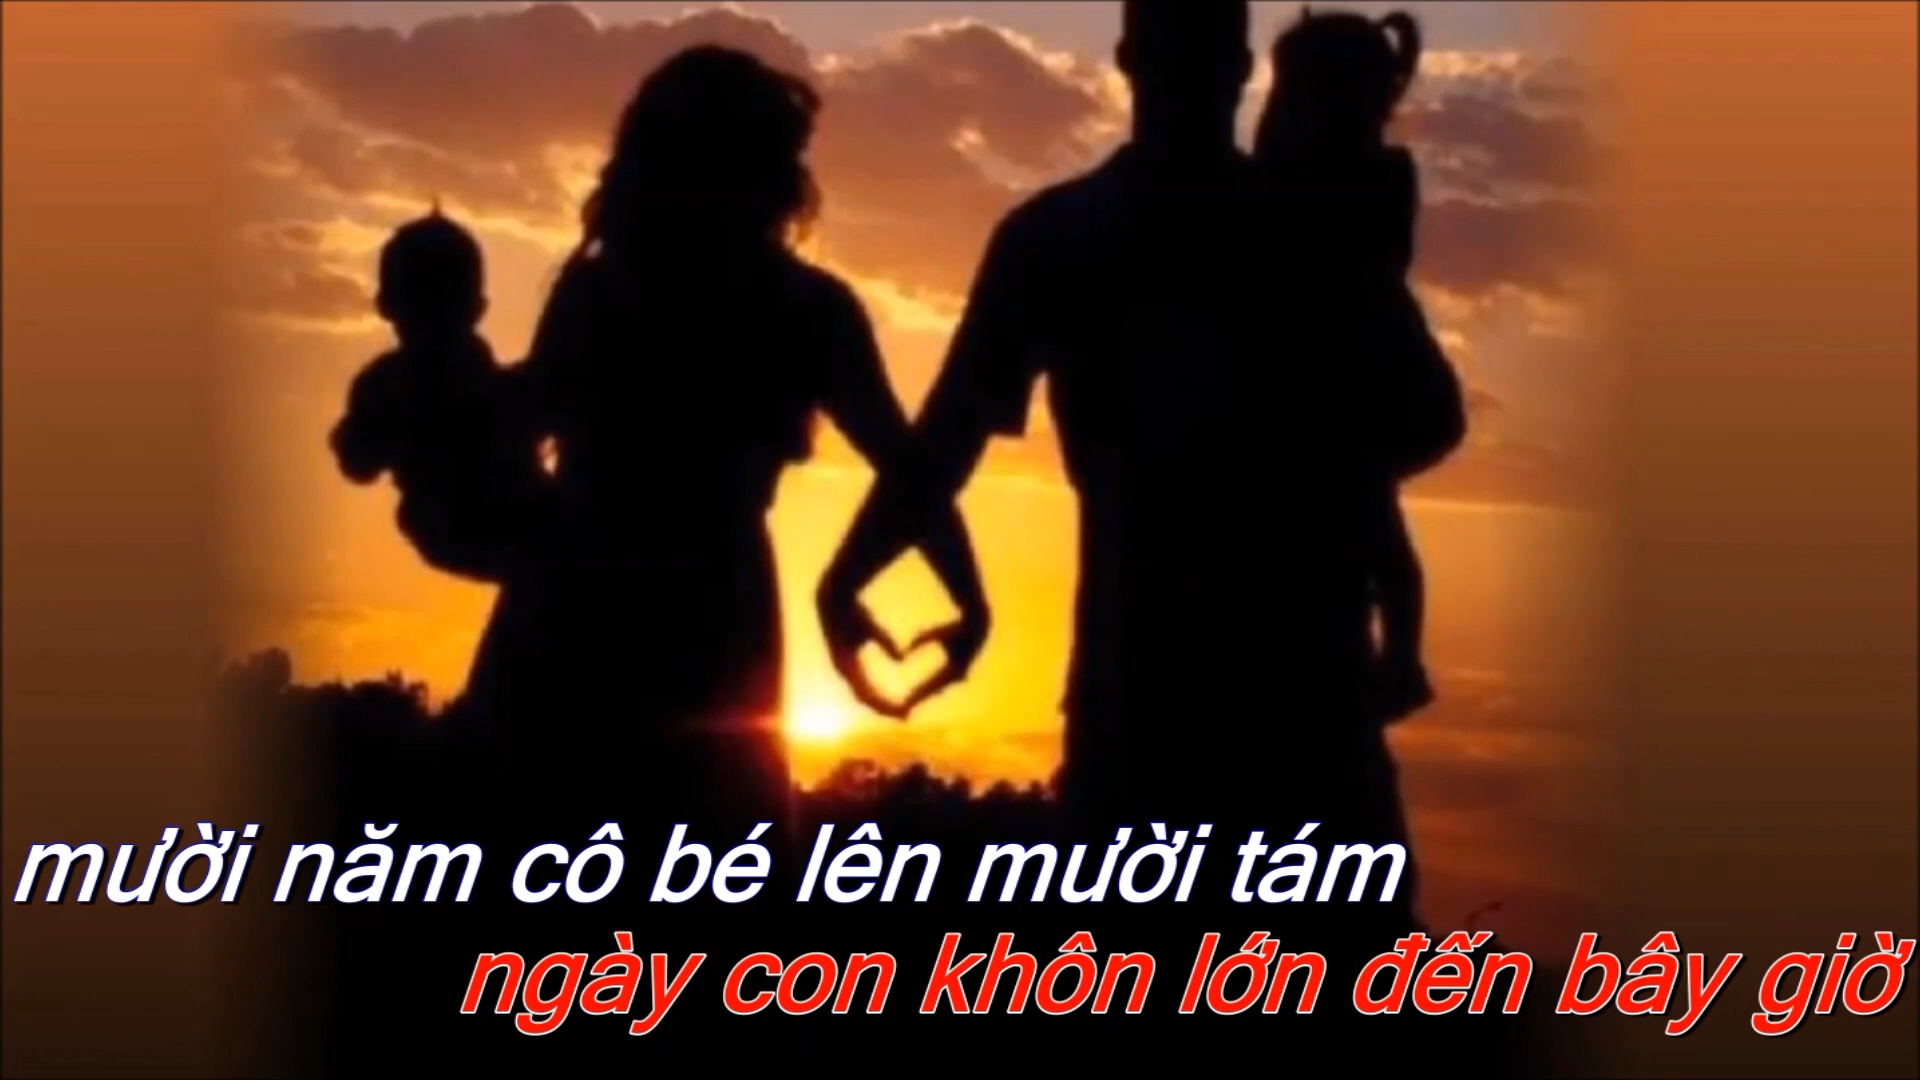 mười năm cô bé lên mười tám
ngày con khôn lớn đến bây giờ